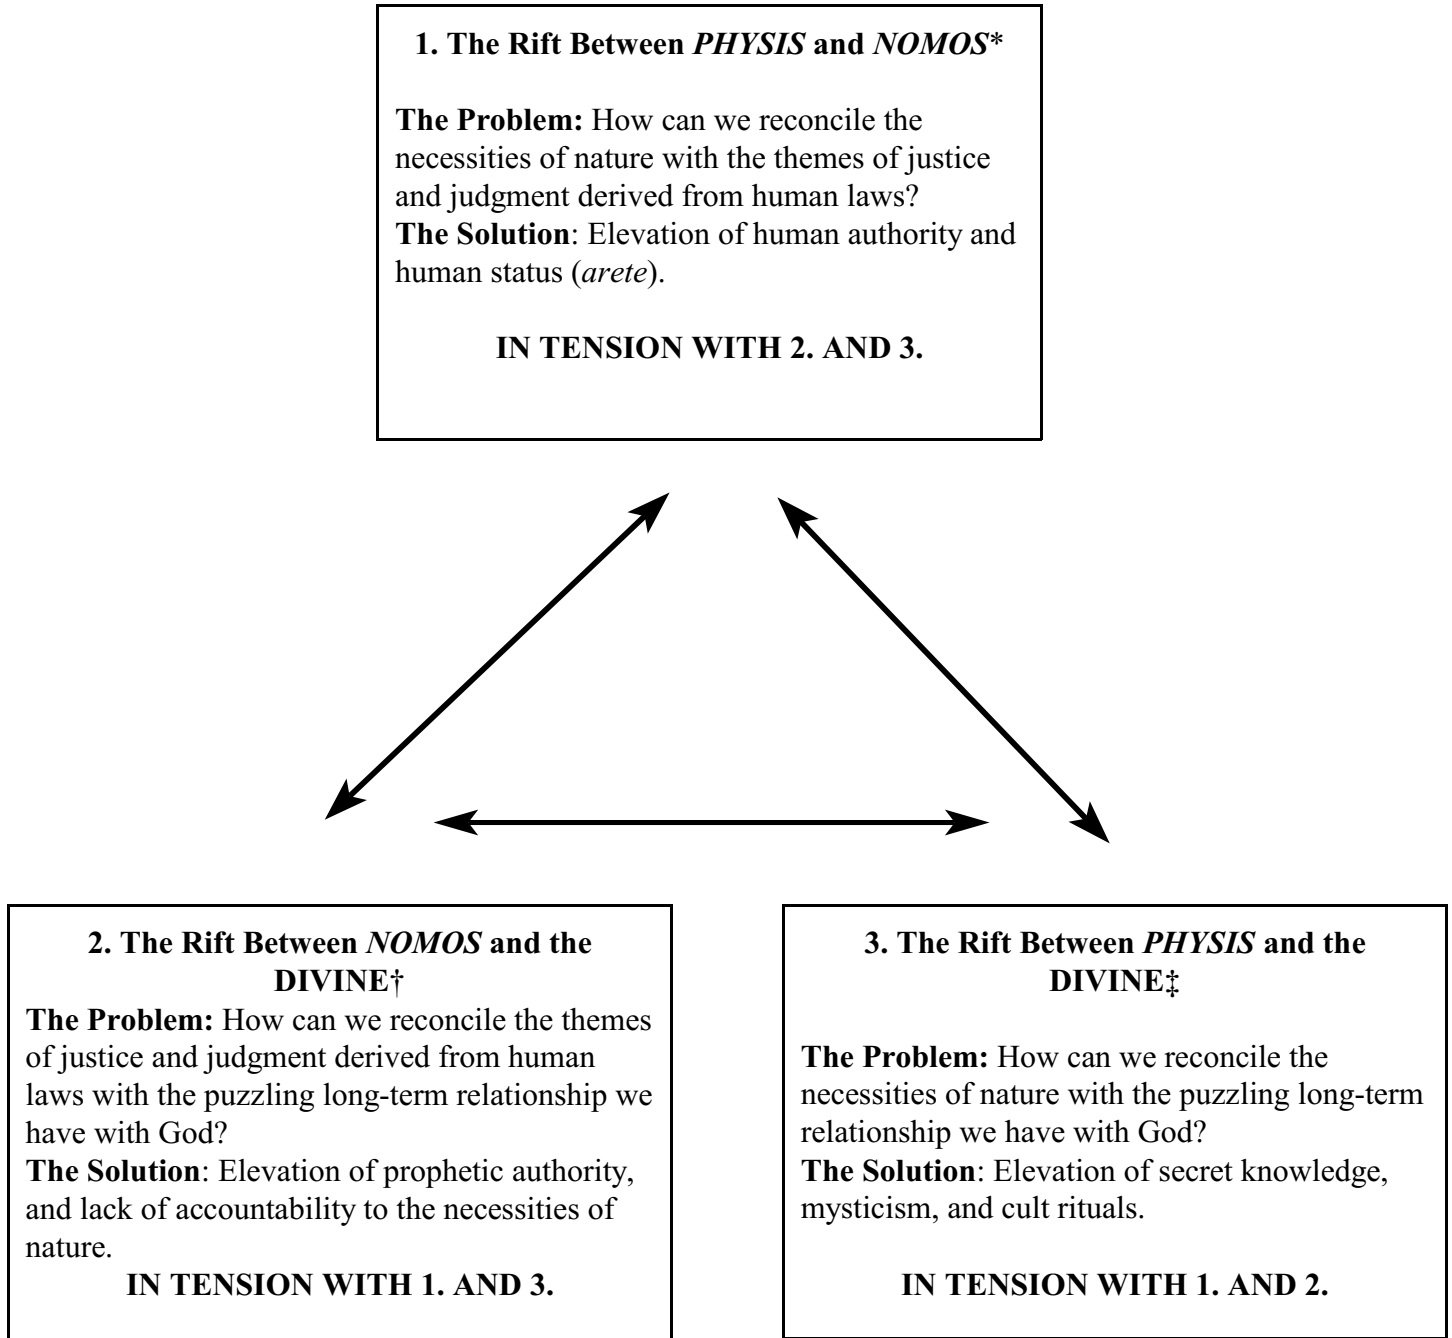 1. The Rift Between PHYSIS and NOMOS*
The Problem: How can we reconcile the
necessities of nature with the themes of justice
and judgment derived from human laws?
The Solution: Elevation of human authority and
human status (arete).
IN TENSION WITH 2. AND 3.
2. The Rift Between NOMOS and the
DIVINE†
The Problem: How can we reconcile the themes
of justice and judgment derived from human
laws with the puzzling long-term relationship we
have with God?
The Solution: Elevation of prophetic authority,
and lack of accountability to the necessities of
nature.
IN TENSION WITH 1. AND 3.
3. The Rift Between PHYSIS and the
DIVINE‡
The Problem: How can we reconcile the
necessities of nature with the puzzling long-term
relationship we have with God?
The Solution: Elevation of secret knowledge,
mysticism, and cult rituals.
IN TENSION WITH 1. AND 2.